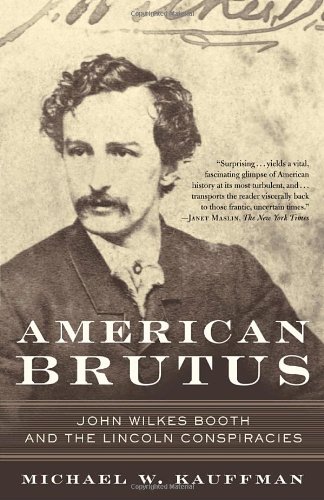 "Surprising . . . yields a vital,
fascinating glimpse of American
history at its most turbulent, and . . .
transports the reader viscerally back
to those frantic, uncertain times."
—JANET MASLIN, The New York Times
AMERICAN
BRUTUS
JOHN WILKES BOOTH
AND THE LINCOLN CONSPIRACIES
MICHAEL W. KAUFFMAN